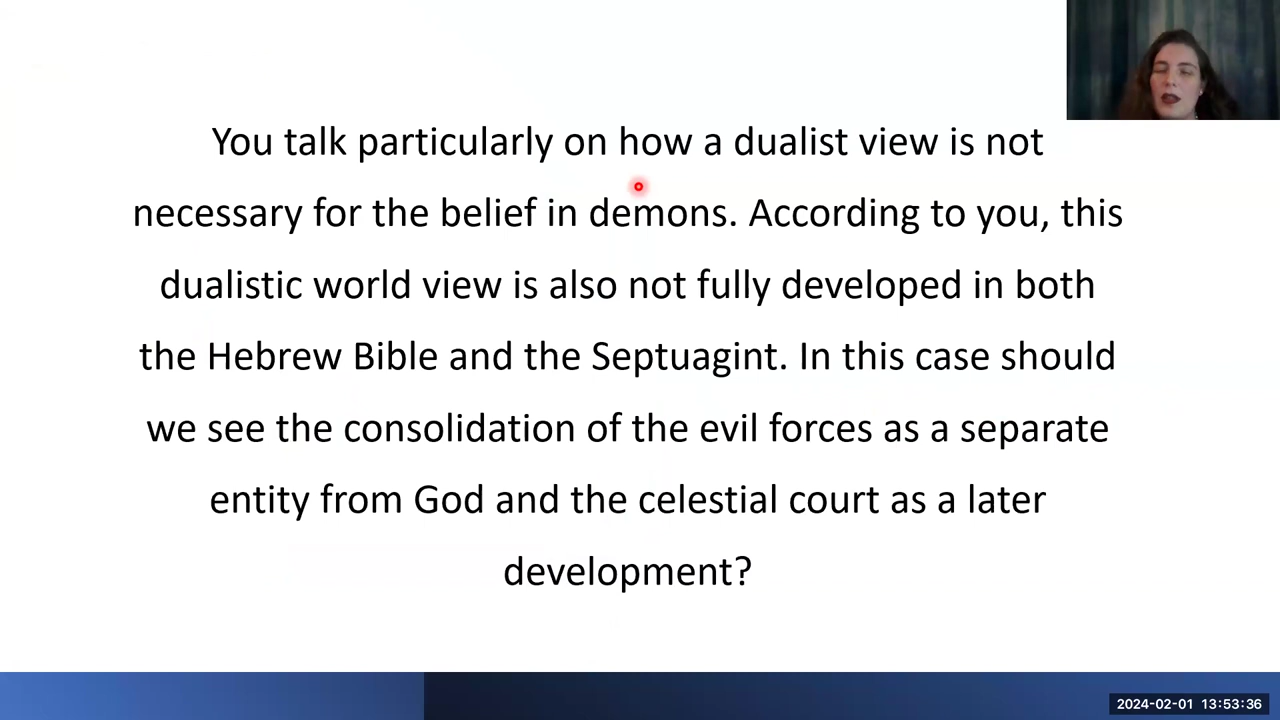 You talk particularly on how a dualist view is not
necessary for the belief in demons. According to you, this
dualistic world view is also not fully developed in both
the Hebrew Bible and the Septuagint. In this case should
we see the consolidation of the evil forces as a separate
entity from God and the celestial court as a later
development?
2024-02-01 13:53:36